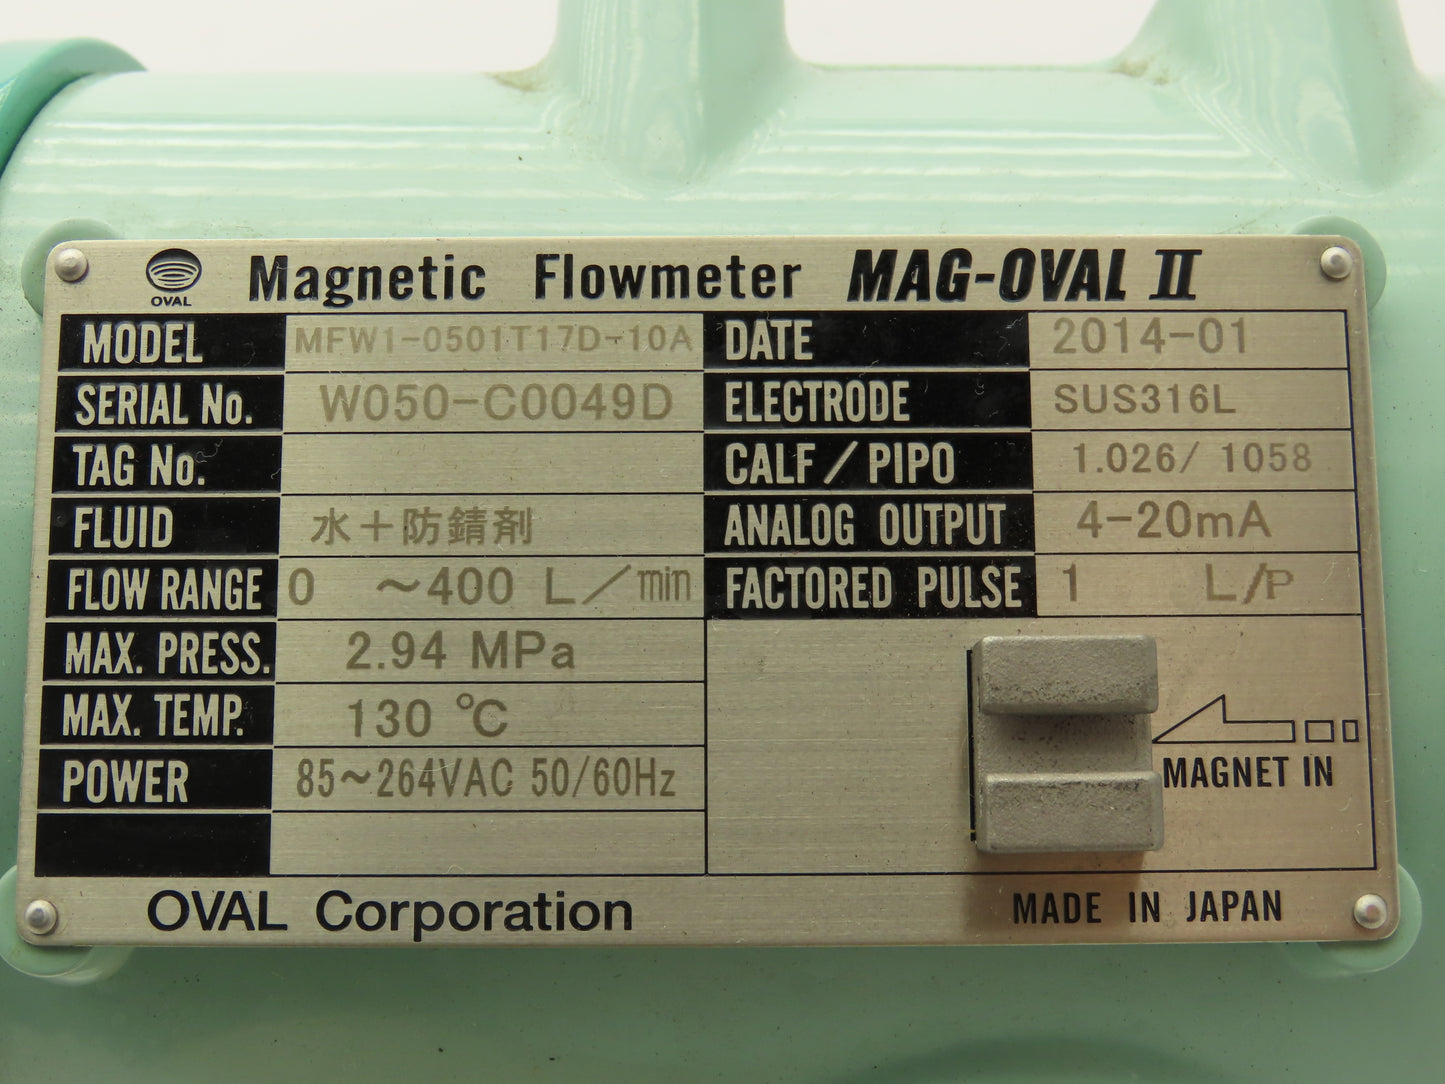 OVAL
Magnetic Flowmeter MAG-OVAL II
MODEL MFW1-0501T17D-10A DATE 2014-01
SERIAL No. W050-C0049D ELECTRODE SUS316L
TAG No. CALF/PIPO 1.026/ 1058
FLUID 水+防錆剤 ANALOG OUTPUT 4-20mA
FLOW RANGE 0 ~400 L/min FACTORED PULSE 1 L/P
MAX. PRESS. 2.94 MPa
MAX. TEMP. 130 ℃
POWER 85~264VAC 50/60Hz
MAGNET IN
OVAL Corporation MADE IN JAPAN